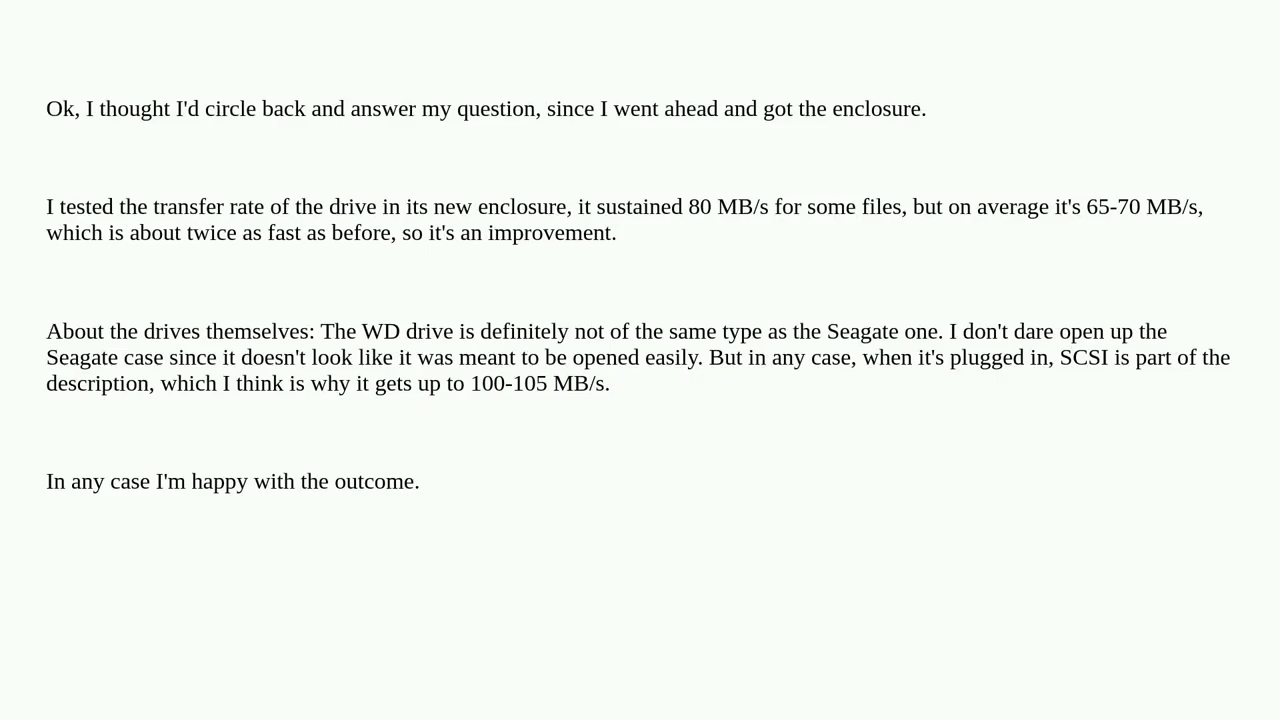 Ok, I thought I'd circle back and answer my question, since I went ahead and got the enclosure.
I tested the transfer rate of the drive in its new enclosure, it sustained 80 MB/s for some files, but on average it's 65-70 MB/s,
which is about twice as fast as before, so it's an improvement.
About the drives themselves: The WD drive is definitely not of the same type as the Seagate one. I don't dare open up the
Seagate case since it doesn't look like it was meant to be opened easily. But in any case, when it's plugged in, SCSI is part of the
description, which I think is why it gets up to 100-105 MB/s.
In any case I'm happy with the outcome.